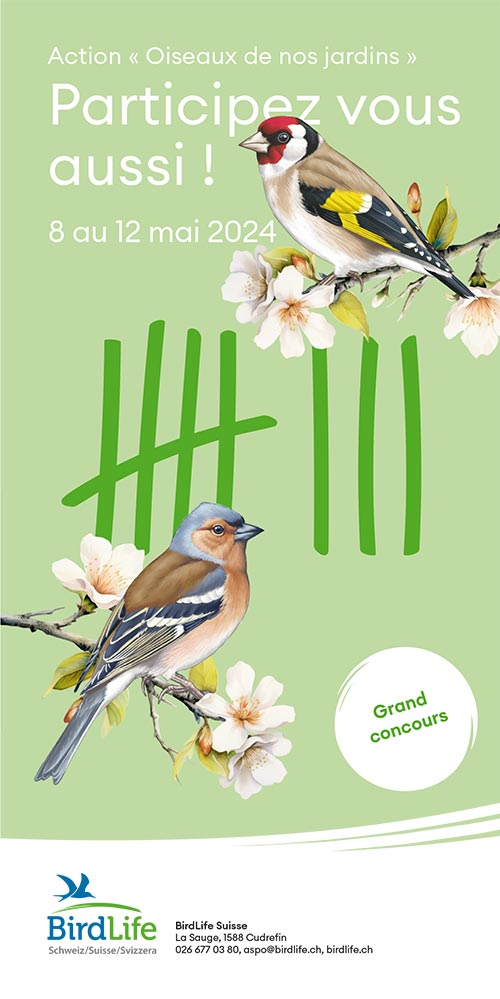 Action « Oiseaux de nos jardins »
Participez vous
aussi !
8 au 12 mai 2024
Grand
concours
BirdLife
Schweiz/Suisse/Svizzera
BirdLife Suisse
La Sauge, 1588 Cudrefin
026 677 03 80, aspo@birdlife.ch, birdlife.ch